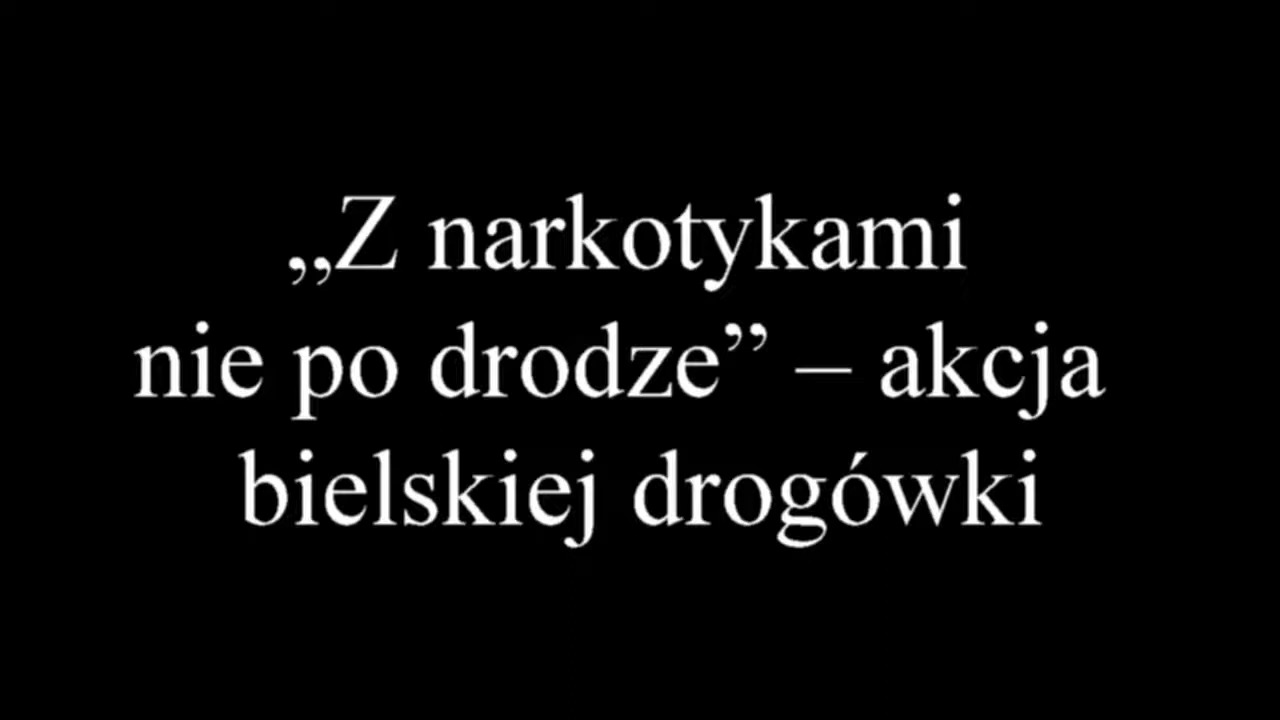 „Z narkotykami
nie po drodze” – akcja
bielskiej drogówki